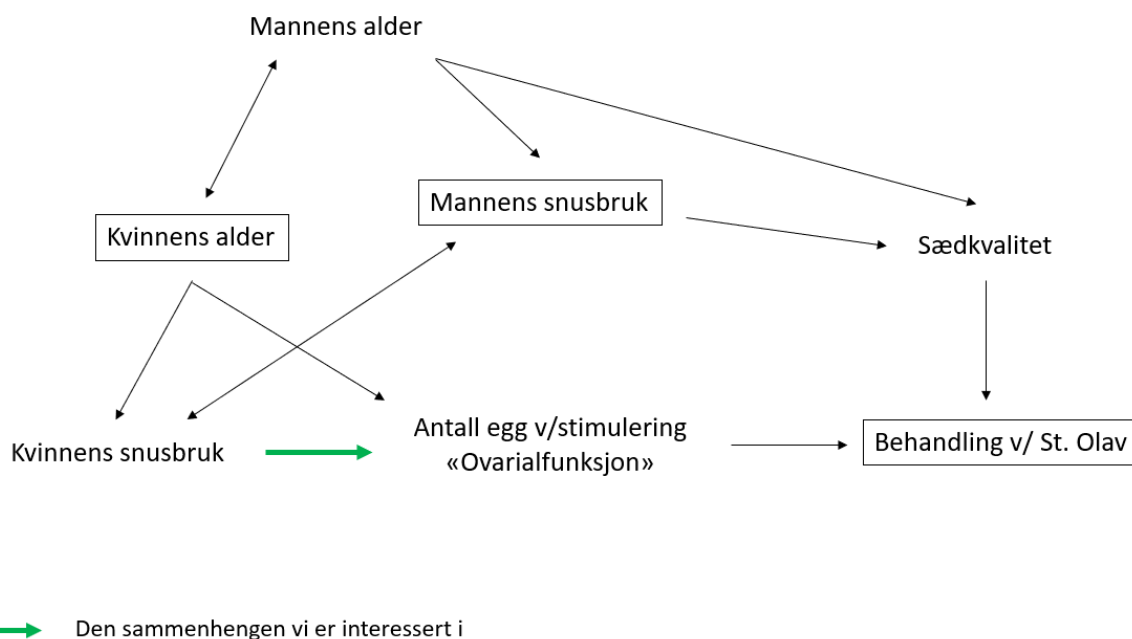 Mannens alder
Mannens snusbruk
Kvinnens alder
Sædkvalitet
Kvinnens snusbruk
Antall egg v/stimulering
«Ovarialfunksjon»
Behandling v/ St. Olav
Den sammenhengen vi er interessert i